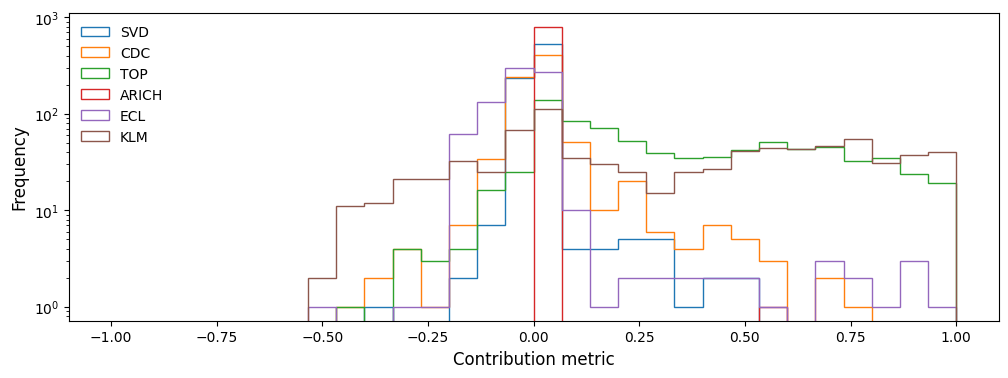 10³
10²
10¹
10⁰
Frequency
SVD
CDC
TOP
ARICH
ECL
KLM
−1.00 −0.75 −0.50 −0.25 0.00 0.25 0.50 0.75 1.00
Contribution metric